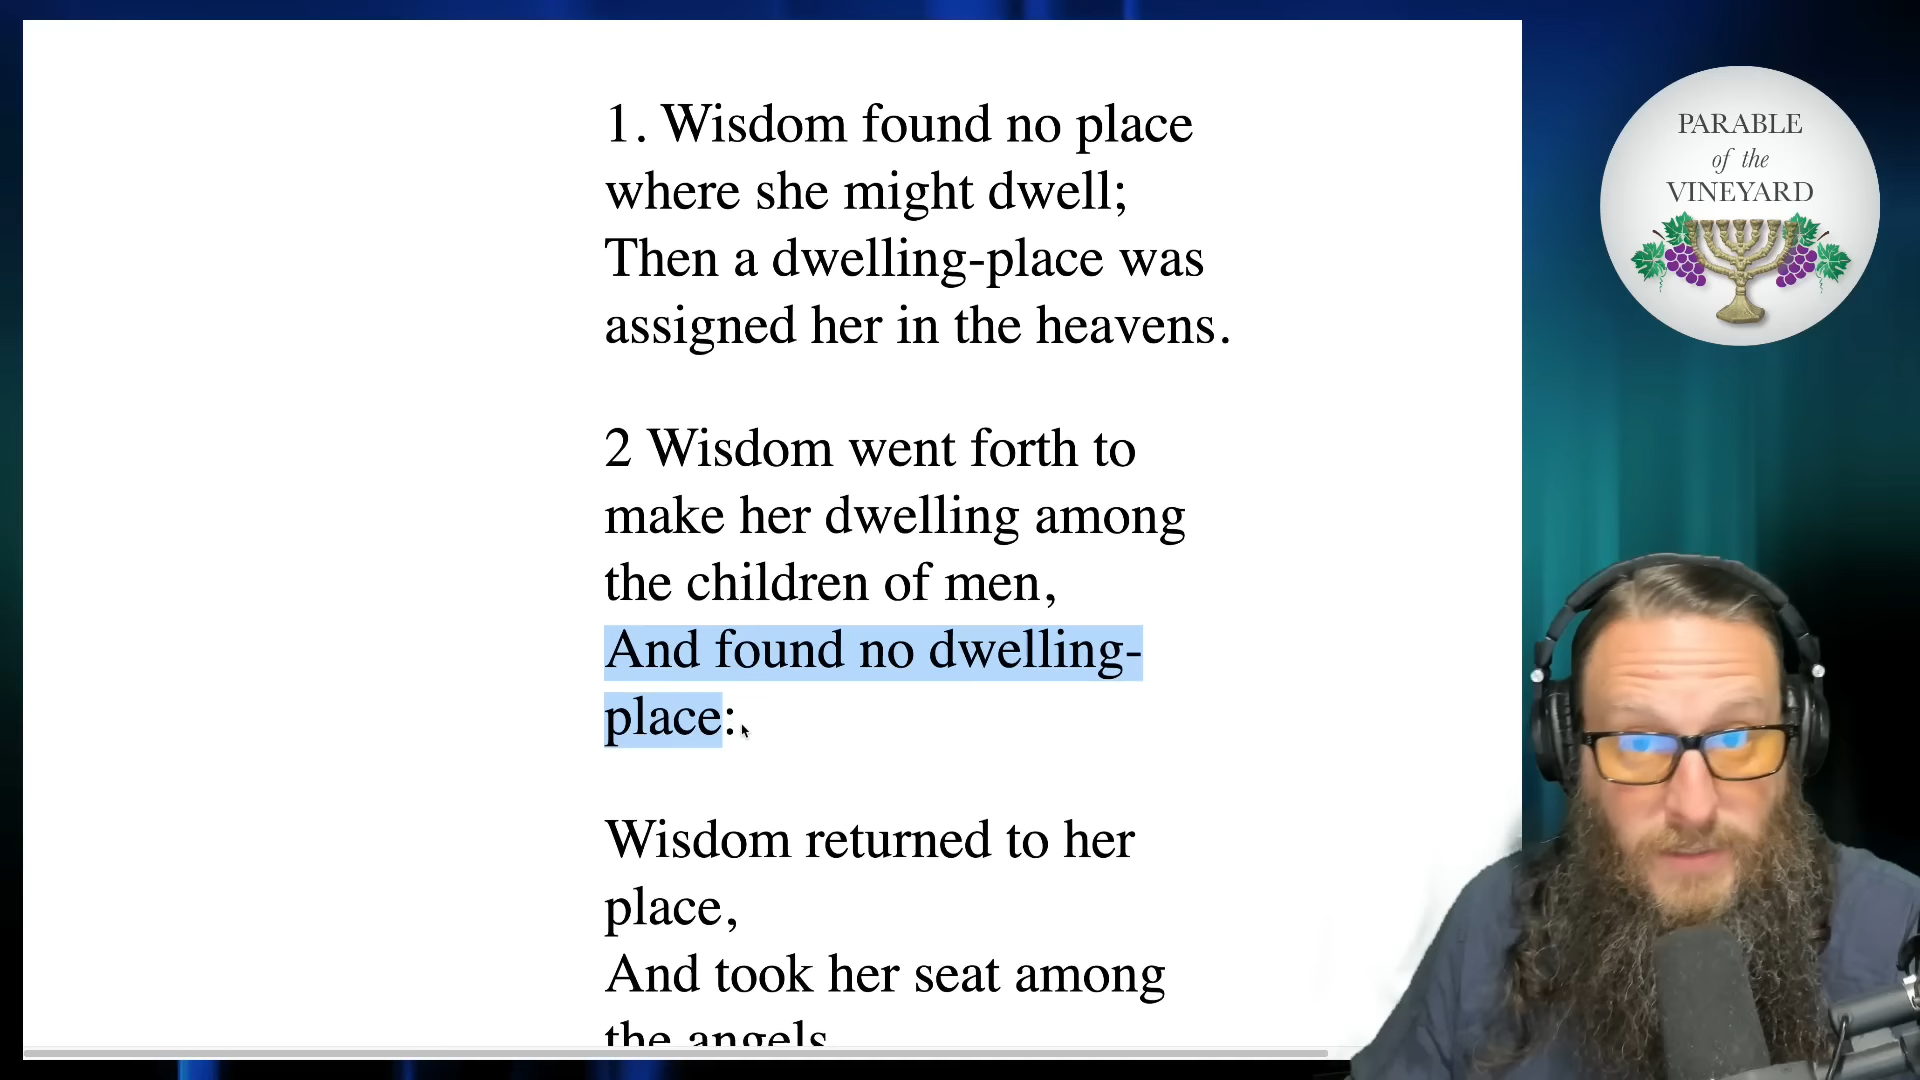 1. Wisdom found no place
where she might dwell;
Then a dwelling-place was
assigned her in the heavens.
2 Wisdom went forth to
make her dwelling among
the children of men,
And found no dwelling-
place:
Wisdom returned to her
place,
And took her seat among
the angels
PARABLE
of the
VINEYARD